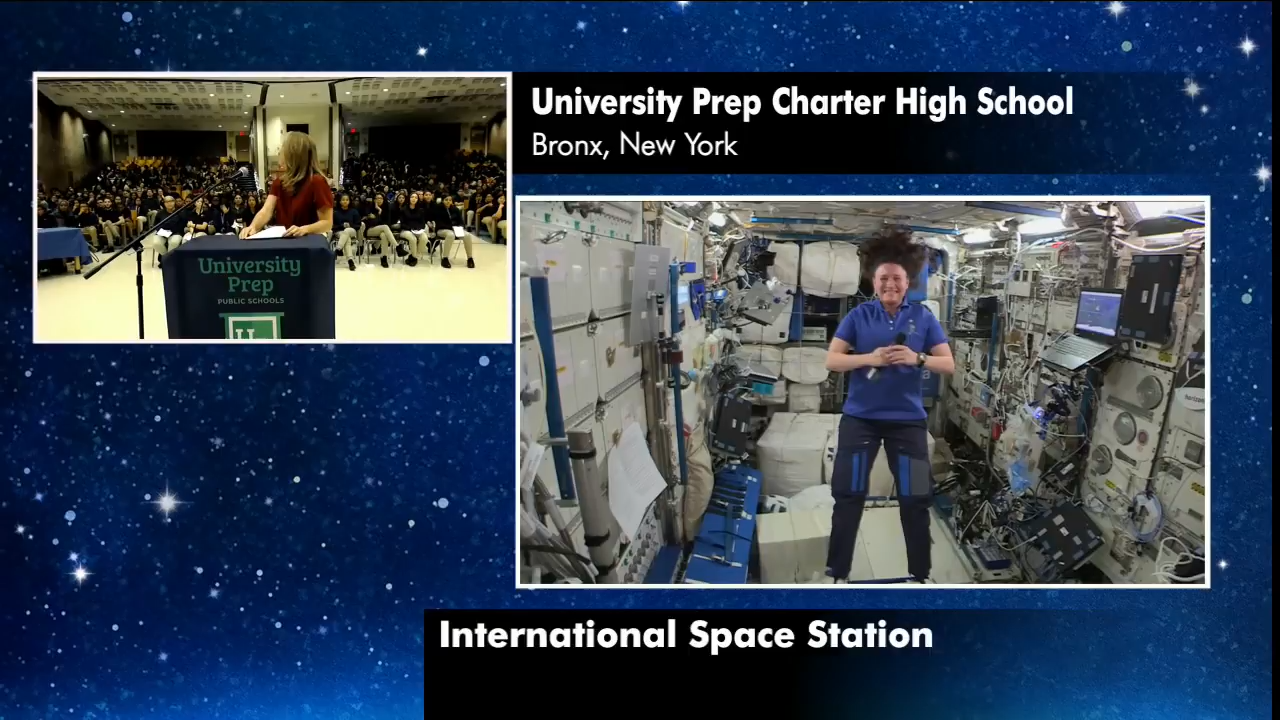 University Prep Charter High School
Bronx, New York
University
Prep
PUBLIC SCHOOLS
International Space Station